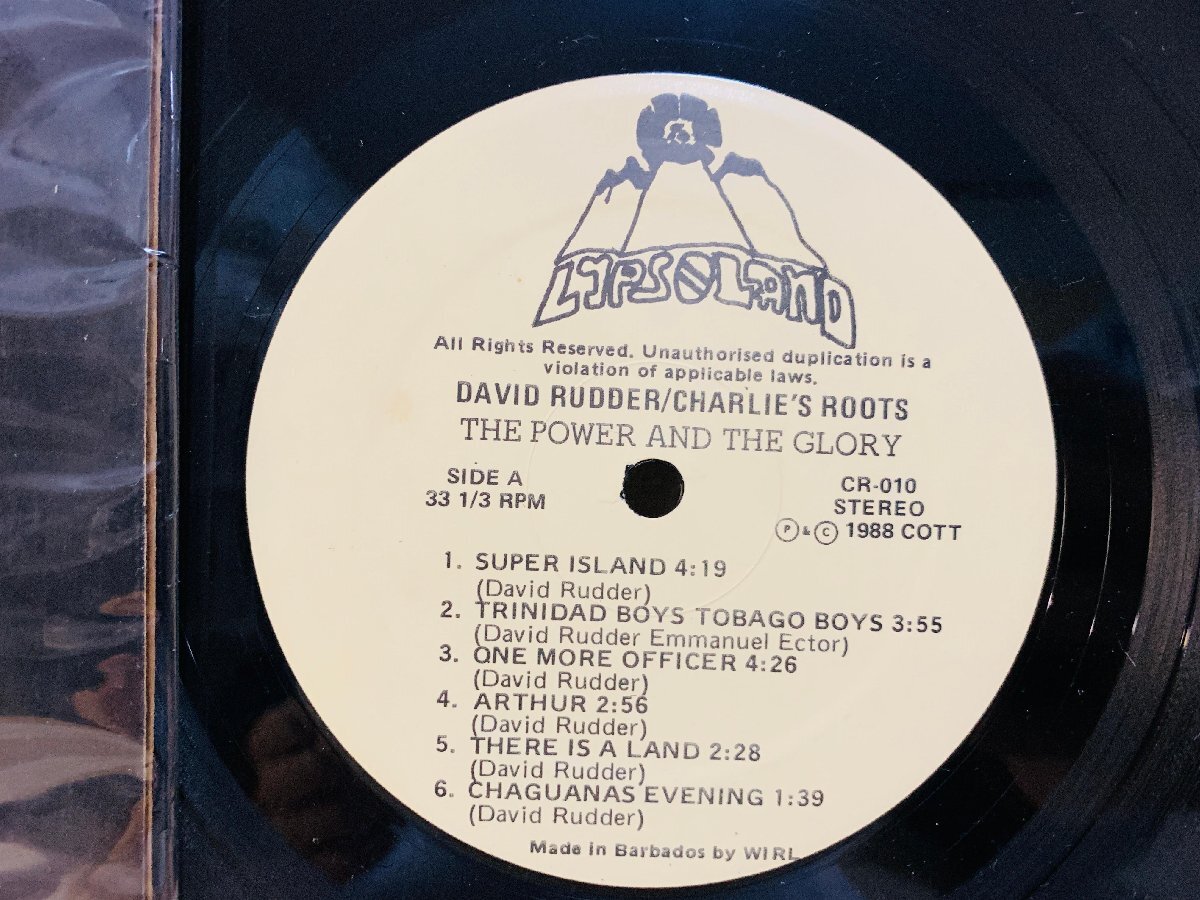 LYPSOLAND
All Rights Reserved. Unauthorised duplication is a
violation of applicable laws.
DAVID RUDDER/CHARLIE'S ROOTS
THE POWER AND THE GLORY
SIDE A
33 1/3 RPM
CR-010
STEREO
Ⓟ & Ⓒ 1988 COTT
1. SUPER ISLAND 4:19
(David Rudder)
2. TRINIDAD BOYS TOBAGO BOYS 3:55
(David Rudder Emmanuel Ector)
3. ONE MORE OFFICER 4:26
(David Rudder)
4. ARTHUR 2:56
(David Rudder)
5. THERE IS A LAND 2:28
(David Rudder)
6. CHAGUANAS EVENING 1:39
(David Rudder)
Made in Barbados by WIRL